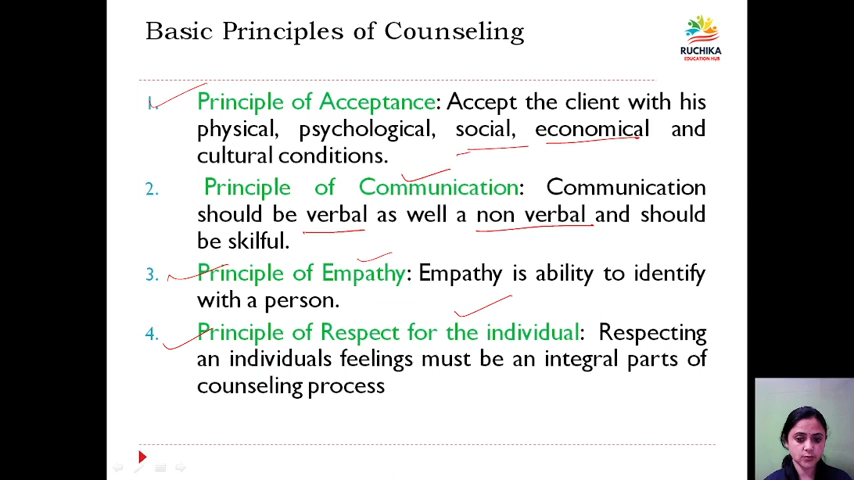 Basic Principles of Counseling
RUCHIKA
EDUCATION HUB
1. Principle of Acceptance: Accept the client with his
physical, psychological, social, economical and
cultural conditions.
2. Principle of Communication: Communication
should be verbal as well a non verbal and should
be skilful.
3. Principle of Empathy: Empathy is ability to identify
with a person.
4. Principle of Respect for the individual: Respecting
an individuals feelings must be an integral parts of
counseling process